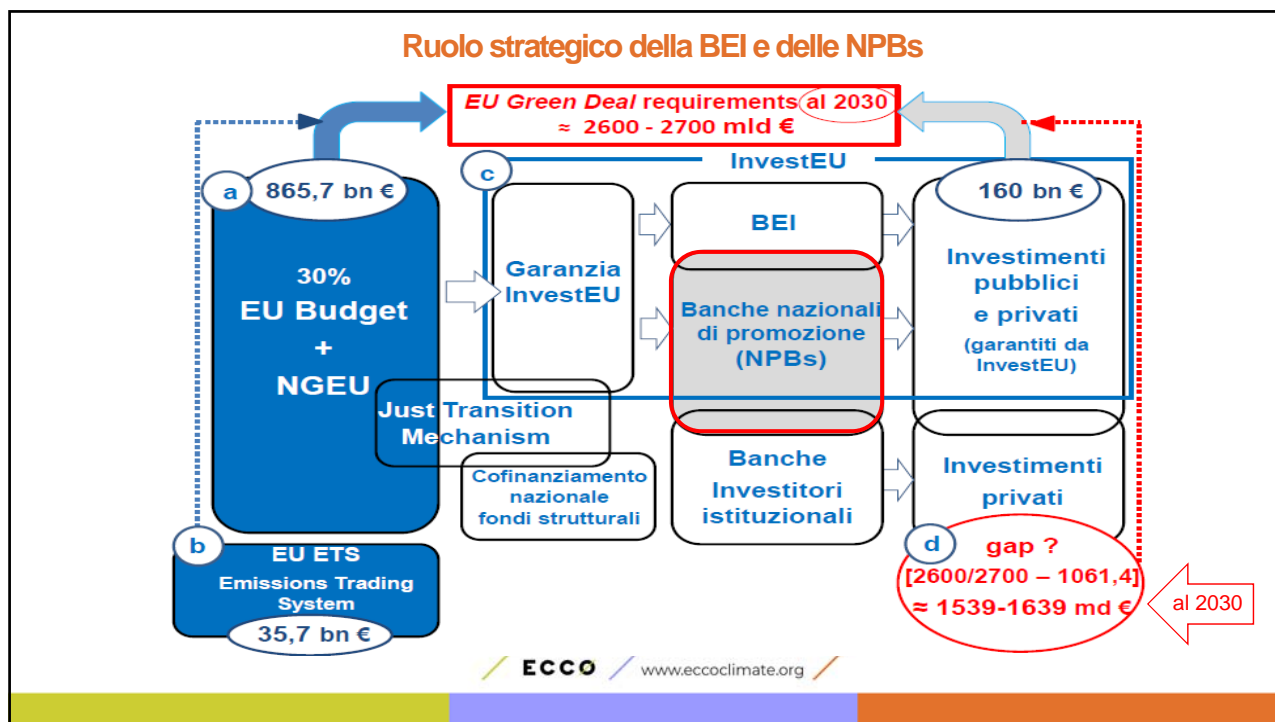 Ruolo strategico della BEI e delle NPBs
EU Green Deal requirements al 2030
≈ 2600 - 2700 mld €
InvestEU
a
865,7 bn €
30%
EU Budget
+
NGEU
c
Garanzia
InvestEU
BEI
Banche nazionali
di promozione
(NPBs)
160 bn €
Investimenti
pubblici
e privati
(garantiti da
InvestEU)
Just Transition
Mechanism
Cofinanziamento
nazionale
fondi strutturali
Banche
Investitori
istituzionali
Investimenti
privati
b
EU ETS
Emissions Trading
System
35,7 bn €
d
gap ?
[2600/2700 – 1061,4]
≈ 1539-1639 md €
al 2030
ECCO
www.eccoclimate.org